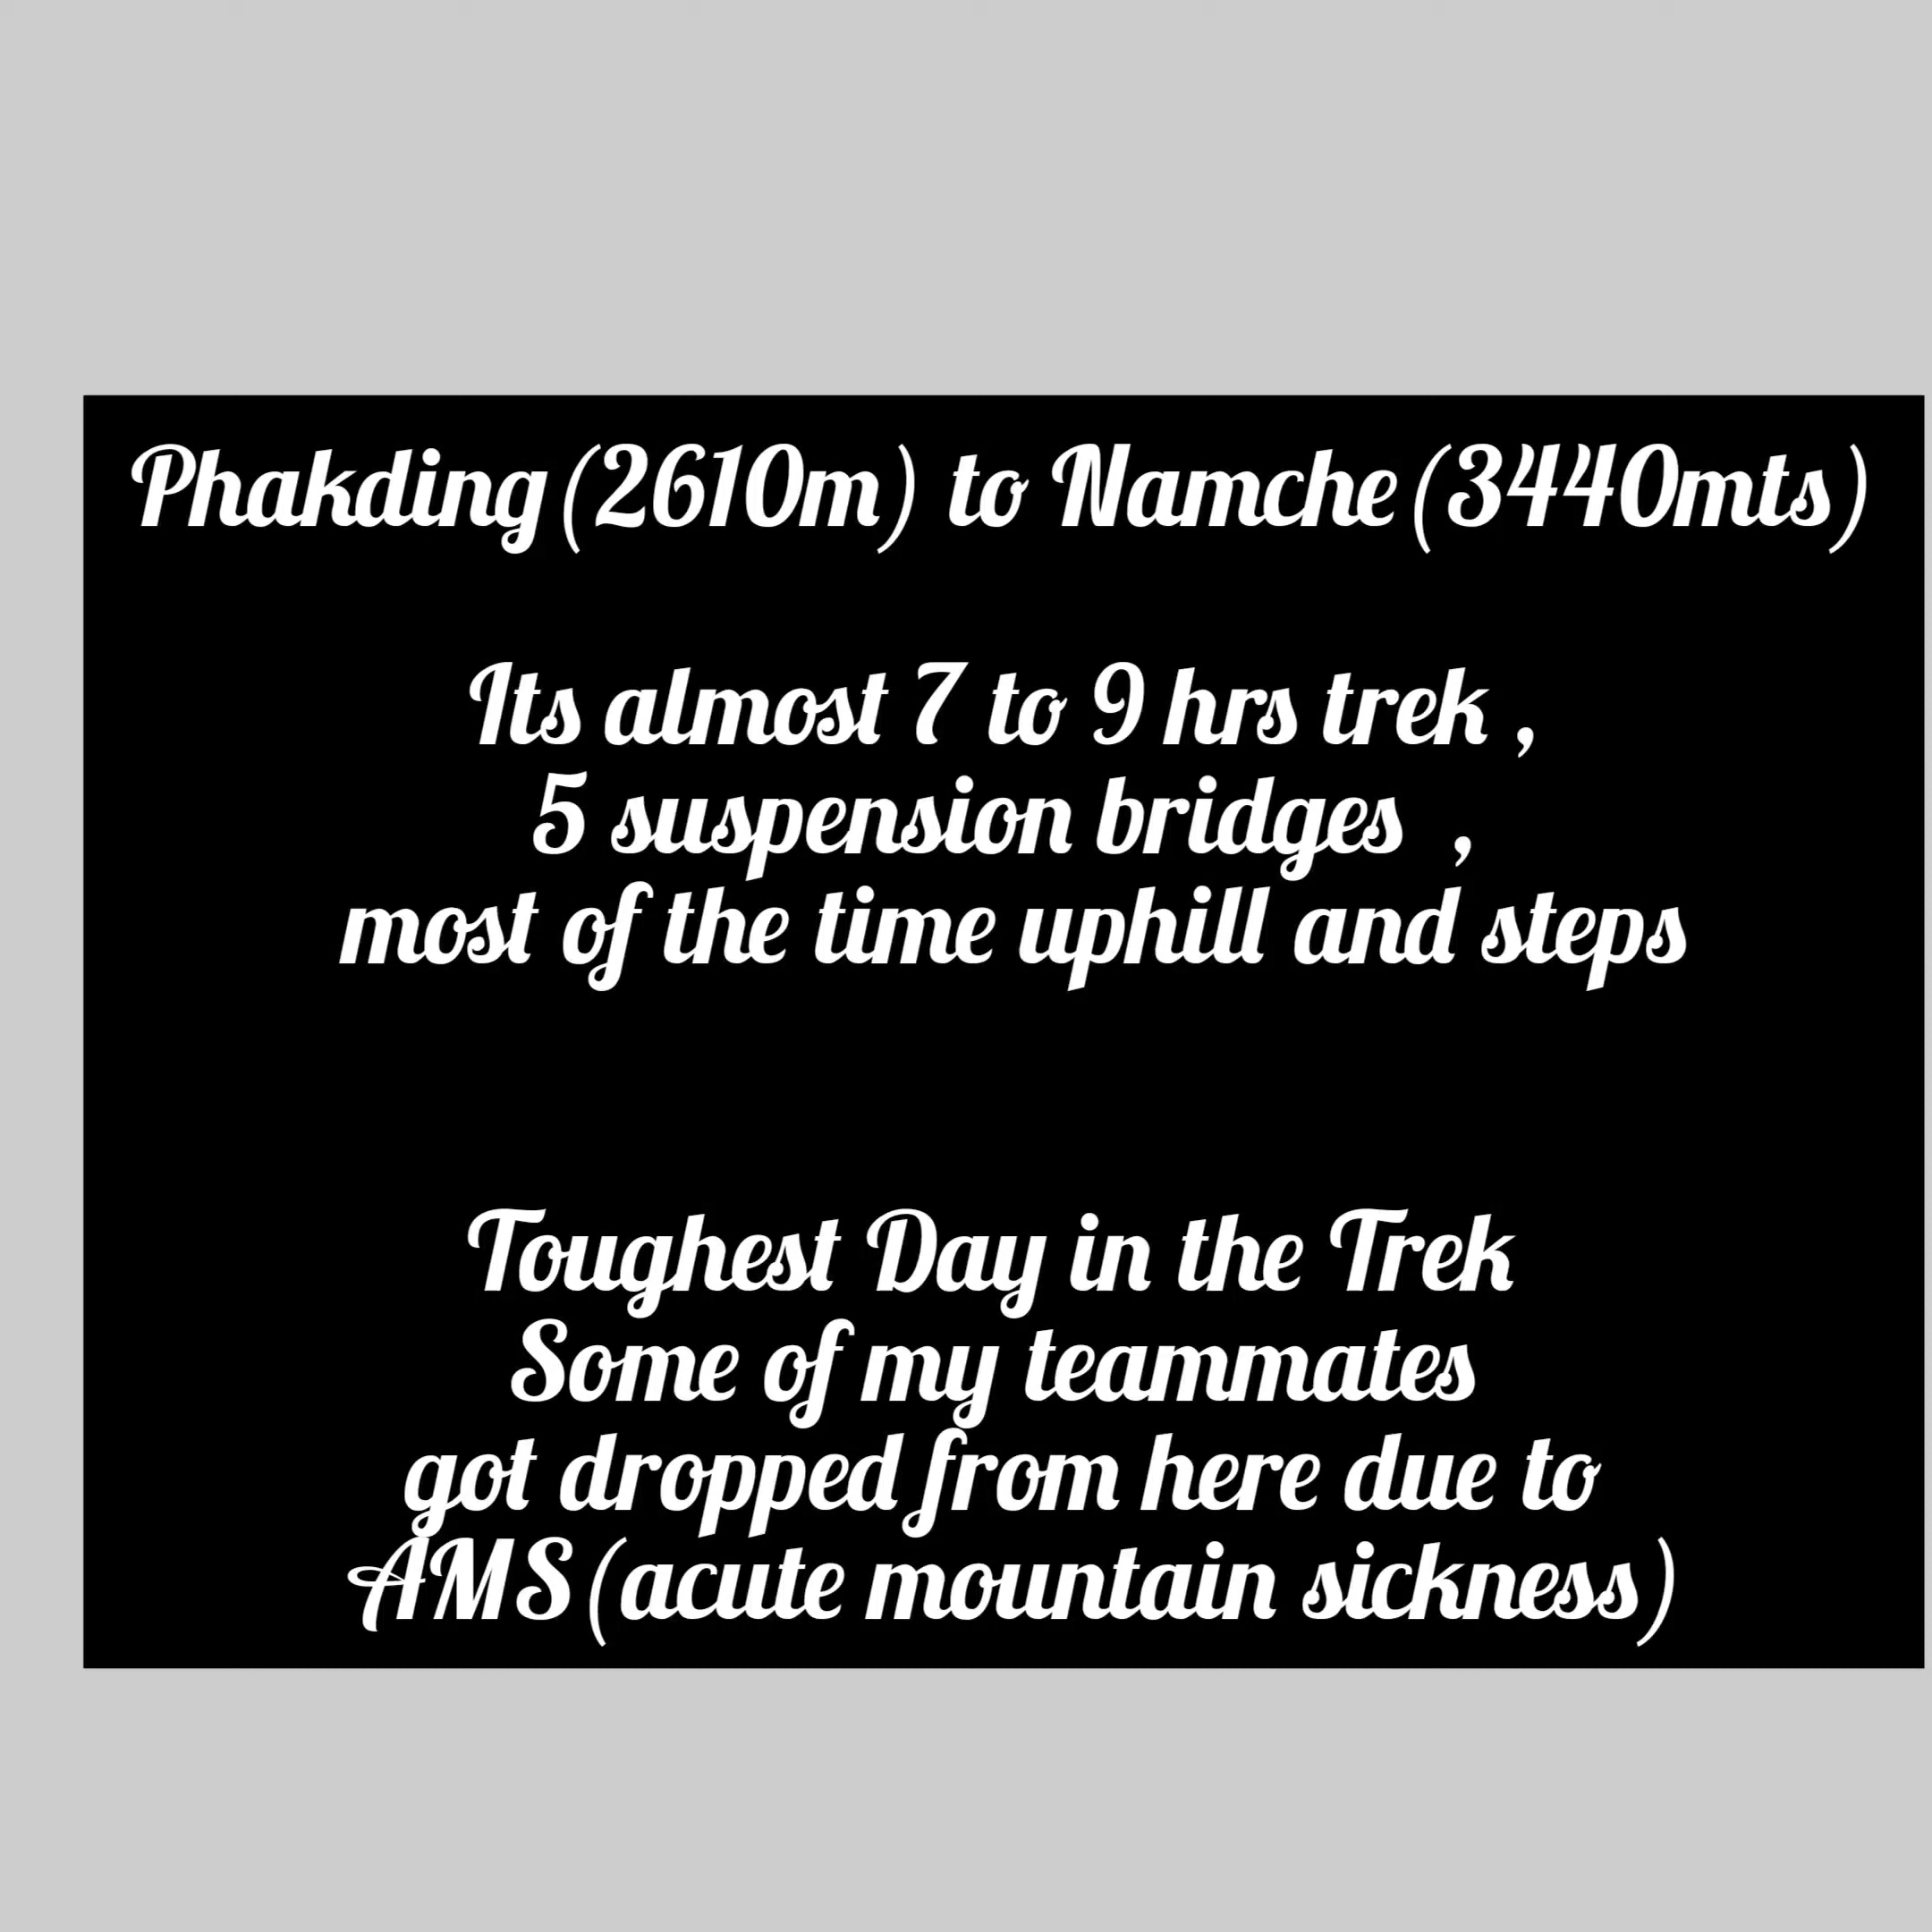 Phakding(2610m) to Namche(3440mts)
Its almost 7 to 9 hrs trek ,
5 suspension bridges ,
most of the time uphill and steps
Toughest Day in the Trek
Some of my teammates
got dropped from here due to
AMS(acute mountain sickness)